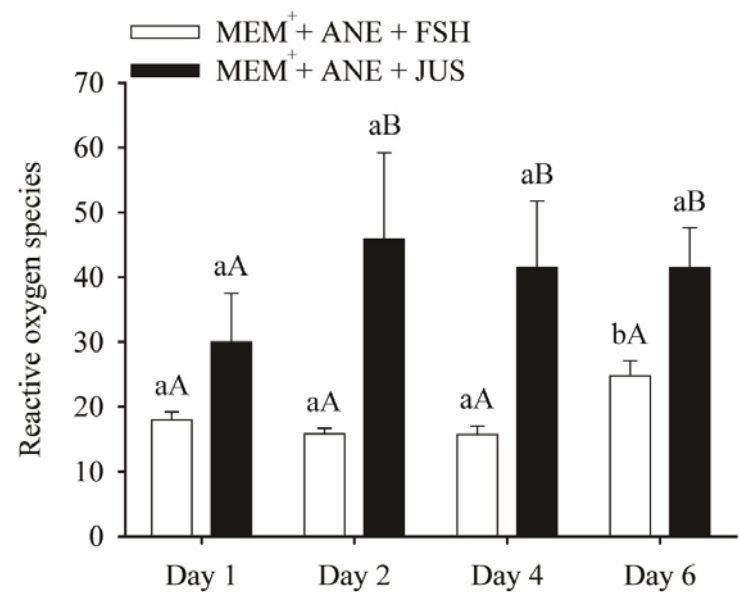 MEM⁺ + ANE + FSH
MEM⁺ + ANE + JUS
Reactive oxygen species
70
60
50
40
30
20
10
0
aA
aA
aA
aB
aA
aB
bA
aB
Day 1
Day 2
Day 4
Day 6